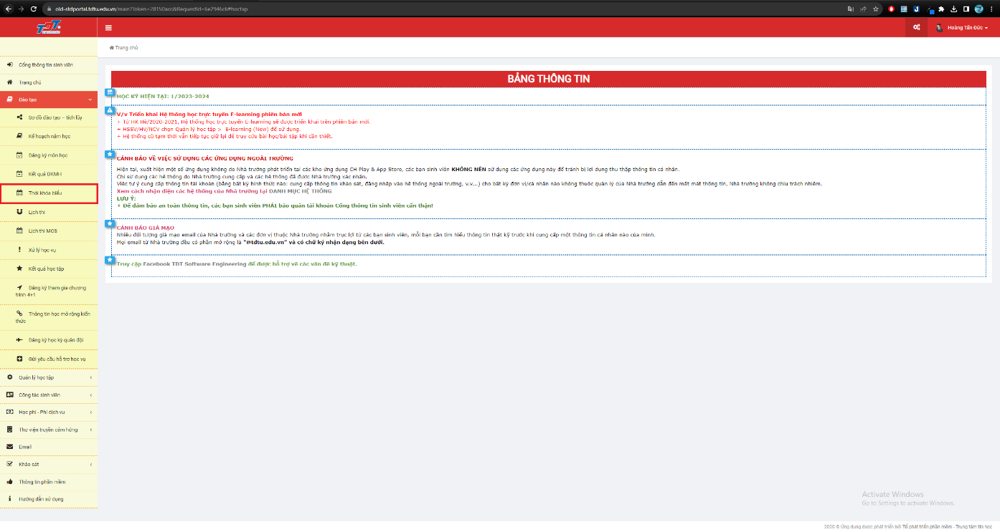 old-stdportal.tdtu.edu.vn/main?Token=28150acc&RequestId=6e2946c6#hoctap
TDT
Hoàng Tấn Đức
Trang chủ
Cổng thông tin sinh viên
Trang chủ
Đào tạo
Sơ đồ đào tạo – tích lũy
Kế hoạch năm học
Đăng ký môn học
Kết quả ĐKMH
Thời khóa biểu
Lịch thi
Lịch thi MOS
Xử lý học vụ
Kết quả học tập
Đăng ký tham gia chương
trình 4+1
Thông tin học mở rộng kiến
thức
Đăng ký học kỳ quân đội
Gửi yêu cầu hỗ trợ học vụ
Quản lý học tập
Công tác sinh viên
Học phí - Phí dịch vụ
Thư viện truyền cảm hứng
Email
Khảo sát
Thông tin phần mềm
Hướng dẫn sử dụng
BẢNG THÔNG TIN
HỌC KỲ HIỆN TẠI: 1/2023-2024
V/v Triển khai Hệ thống học trực tuyến E-learning phiên bản mới
+ Từ HK Hè/2020-2021, Hệ thống học trực tuyến E-learning sẽ được triển khai trên phiên bản mới.
+ HSSV/HV/NCV chọn Quản lý học tập > E-learning (New) để sử dụng.
+ Hệ thống cũ tạm thời vẫn tiếp tục giữ lại để truy cứu bài học/bài tập khi cần thiết.
CẢNH BÁO VỀ VIỆC SỬ DỤNG CÁC ỨNG DỤNG NGOÀI TRƯỜNG
Hiện tại, xuất hiện một số ứng dụng không do Nhà trường phát triển tại các kho ứng dụng CH Play & App Store, các bạn sinh viên KHÔNG NÊN sử dụng các ứng dụng này để tránh bị lợi dụng thu thập thông tin cá nhân.
Chỉ sử dụng các hệ thống do Nhà trường cung cấp và các hệ thống đã được Nhà trường xác nhận.
Việc tự ý cung cấp thông tin tài khoản (bằng bất kỳ hình thức nào: cung cấp thông tin khảo sát, đăng nhập vào hệ thống ngoài trường, v.v...) cho bất kỳ đơn vị/cá nhân nào không thuộc quản lý của Nhà trường dẫn đến mất mát thông tin, Nhà trường không chịu trách nhiệm.
Xem cách nhận diện các hệ thống của Nhà trường tại DANH MỤC HỆ THỐNG
LƯU Ý:
+ Để đảm bảo an toàn thông tin, các bạn sinh viên PHẢI bảo quản tài khoản Cổng thông tin sinh viên cẩn thận!
CẢNH BÁO GIẢ MẠO
Nhiều đối tượng giả mạo email của Nhà trường và các đơn vị thuộc Nhà trường nhằm trục lợi từ các bạn sinh viên, mỗi bạn cần tìm hiểu thông tin thật kỹ trước khi cung cấp một thông tin cá nhân nào của mình.
Mọi email từ Nhà trường đều có phần mở rộng là "@tdtu.edu.vn" và có chữ ký nhận dạng bên dưới.
Truy cập Facebook TDT Software Engineering để được hỗ trợ về các vấn đề kỹ thuật.
Activate Windows
Go to Settings to activate Windows.
2020 © Ứng dụng được phát triển bởi Tổ phát triển phần mềm - Trung tâm tin học